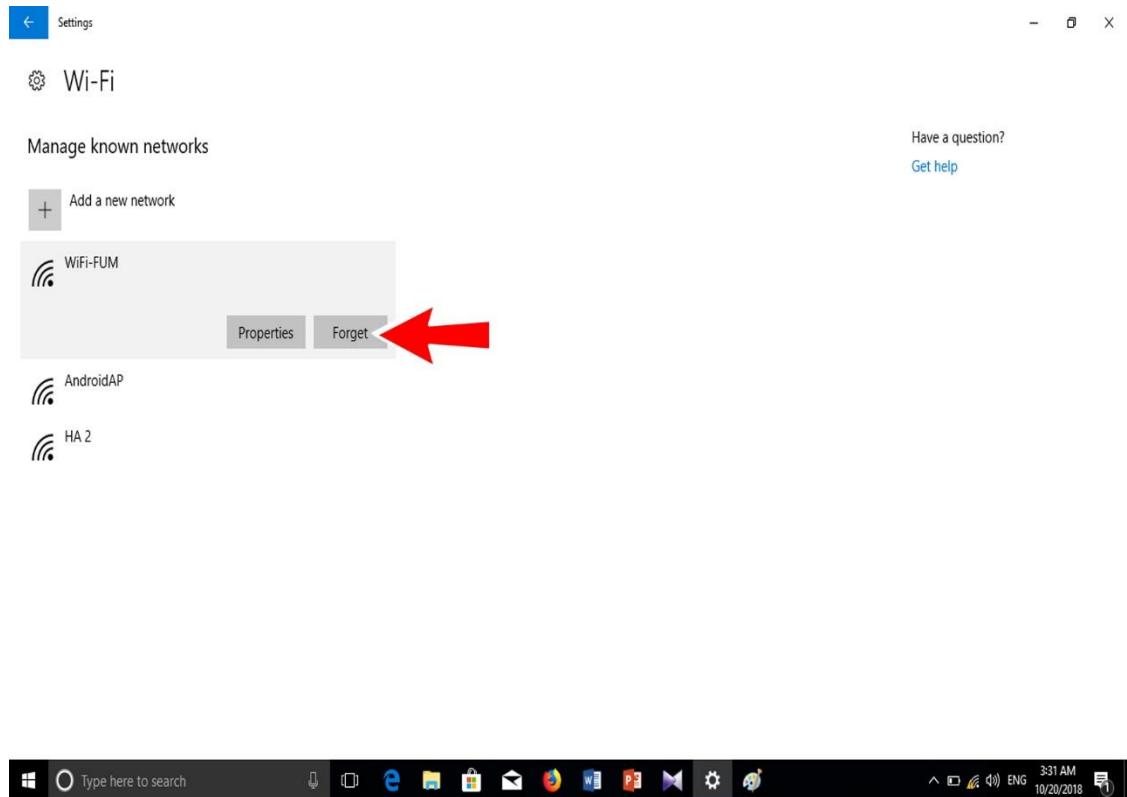 Settings
Wi-Fi
Manage known networks
Have a question?
Get help
Add a new network
WiFi-FUM
Properties Forget
AndroidAP
HA 2
Type here to search
ENG
3:31 AM
10/20/2018
1